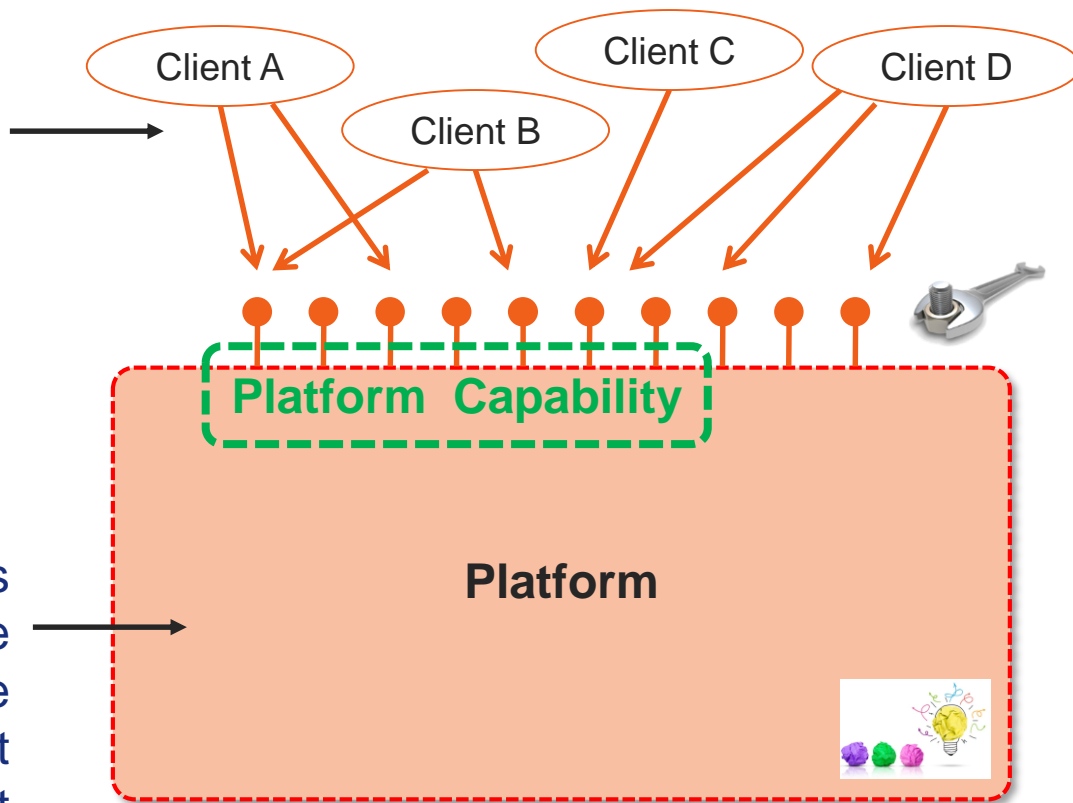 Client A
Client B
Client C
Client D
Platform Capability
Platform